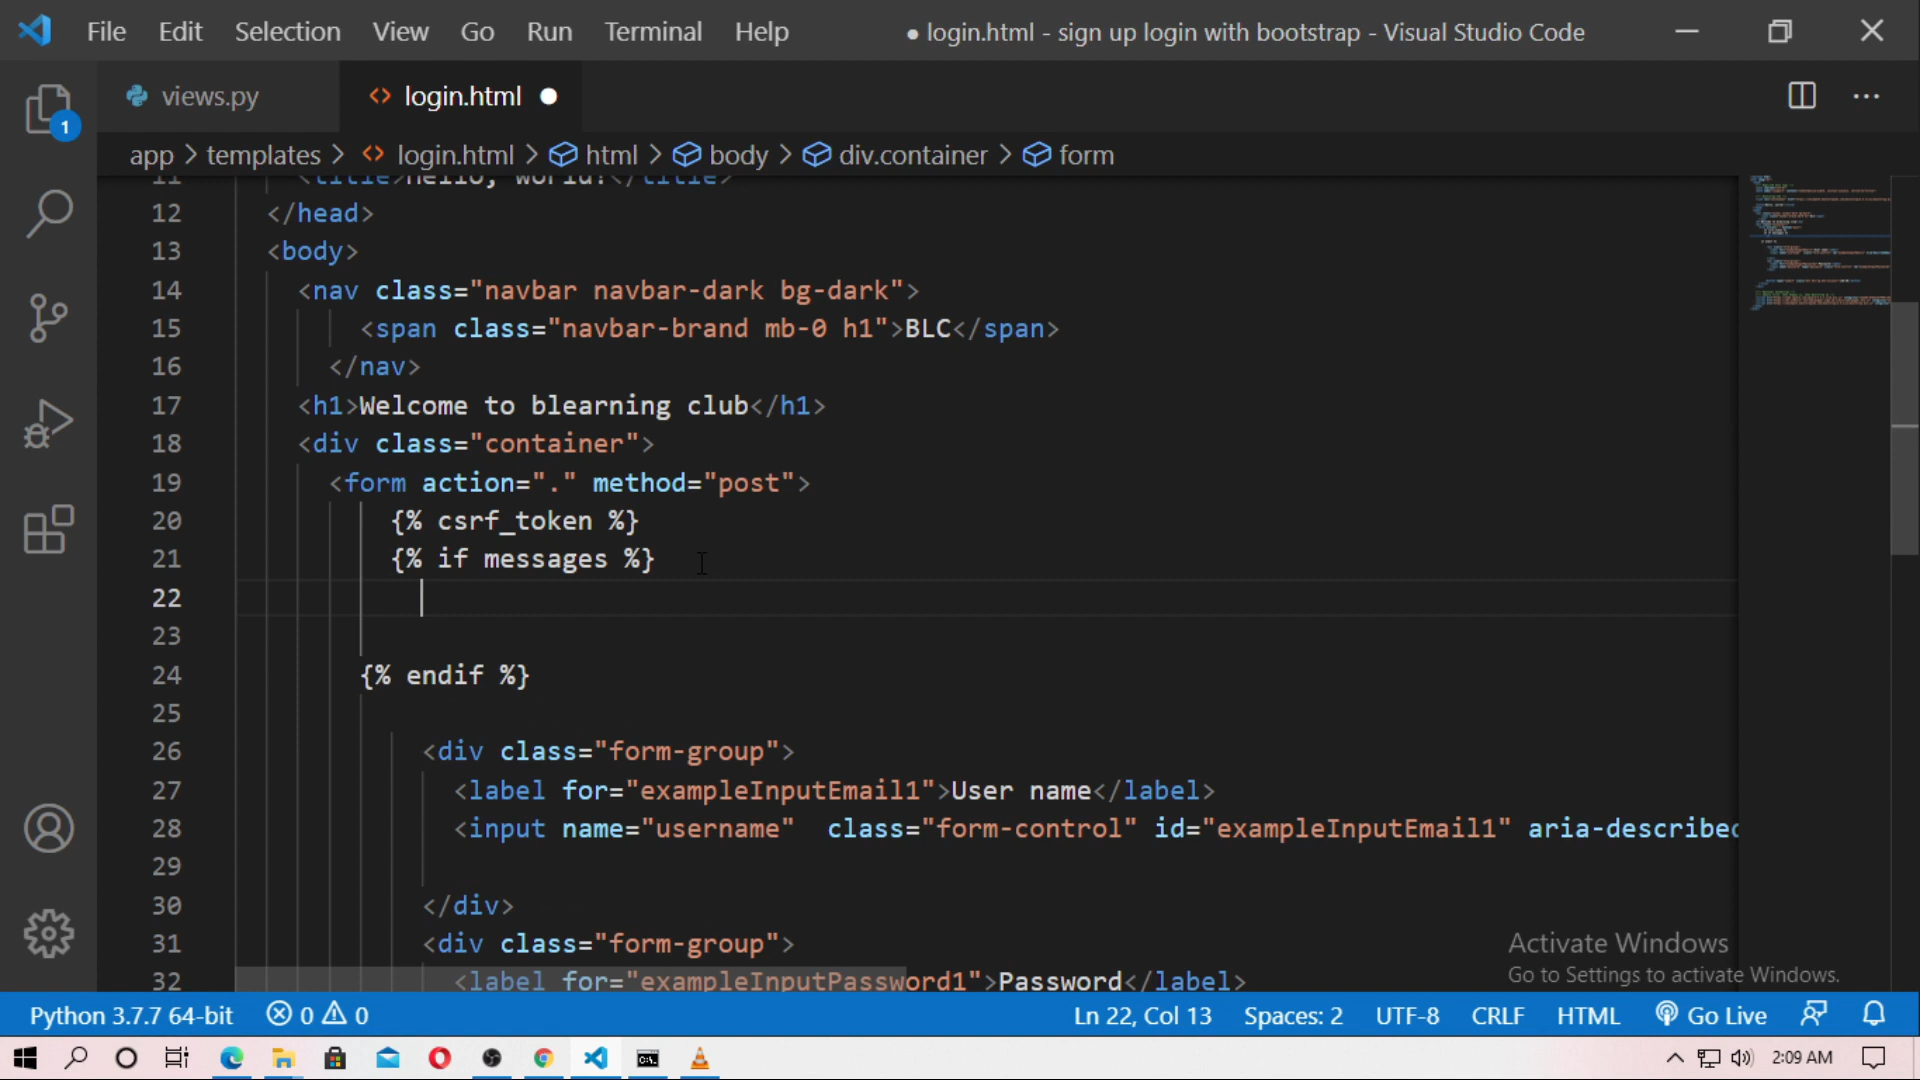 File Edit Selection View Go Run Terminal Help ● login.html - sign up login with bootstrap - Visual Studio Code
views.py <> login.html ●
app > templates > <> login.html > html > body > div.container > form
11 <title>Hello, world!</title>
12 </head>
13 <body>
14 <nav class="navbar navbar-dark bg-dark">
15 <span class="navbar-brand mb-0 h1">BLC</span>
16 </nav>
17 <h1>Welcome to blearning club</h1>
18 <div class="container">
19 <form action="." method="post">
20 {% csrf_token %}
21 {% if messages %}
22
23
24 {% endif %}
25
26 <div class="form-group">
27 <label for="exampleInputEmail1">User name</label>
28 <input name="username" class="form-control" id="exampleInputEmail1" aria-described
29
30 </div>
31 <div class="form-group">
32 <label for="exampleInputPassword1">Password</label>
Activate Windows
Go to Settings to activate Windows.
1
Python 3.7.7 64-bit 0 0 Ln 22, Col 13 Spaces: 2 UTF-8 CRLF HTML Go Live
2:09 AM